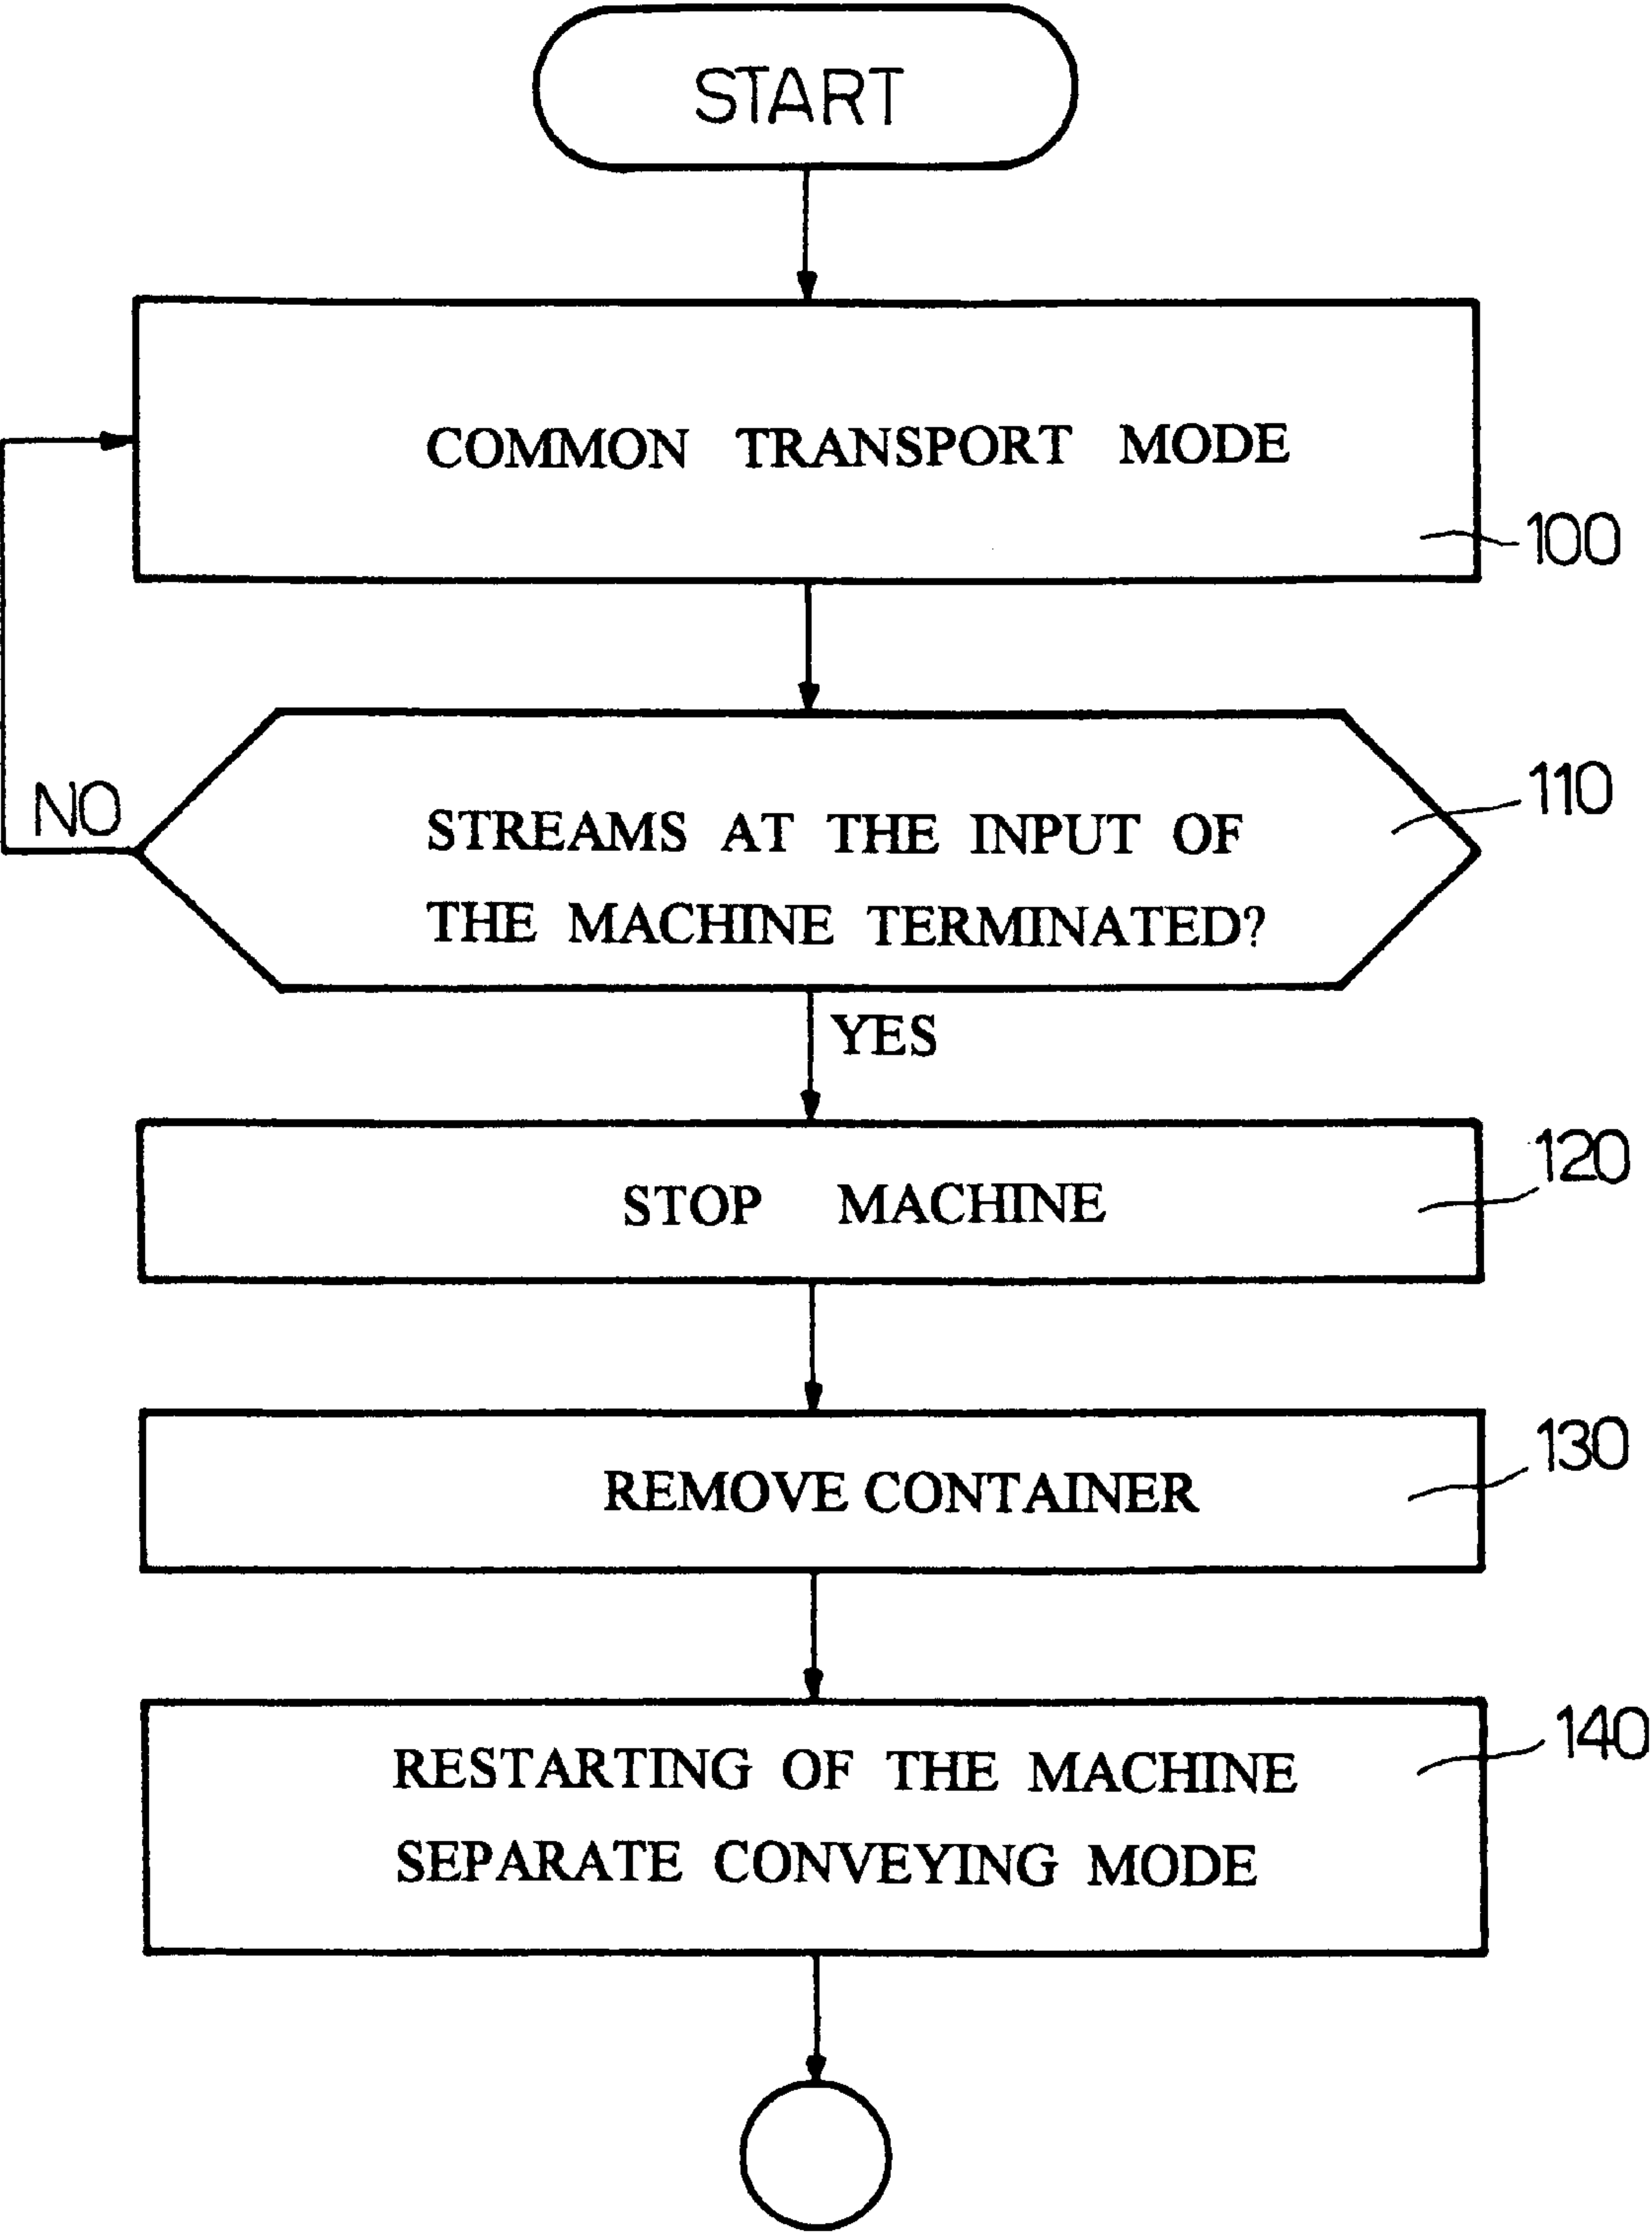 START
COMMON TRANSPORT MODE
100
NO
110
STREAMS AT THE INPUT OF
THE MACHINE TERMINATED?
YES
120
STOP MACHINE
130
REMOVE CONTAINER
140
RESTARTING OF THE MACHINE
SEPARATE CONVEYING MODE